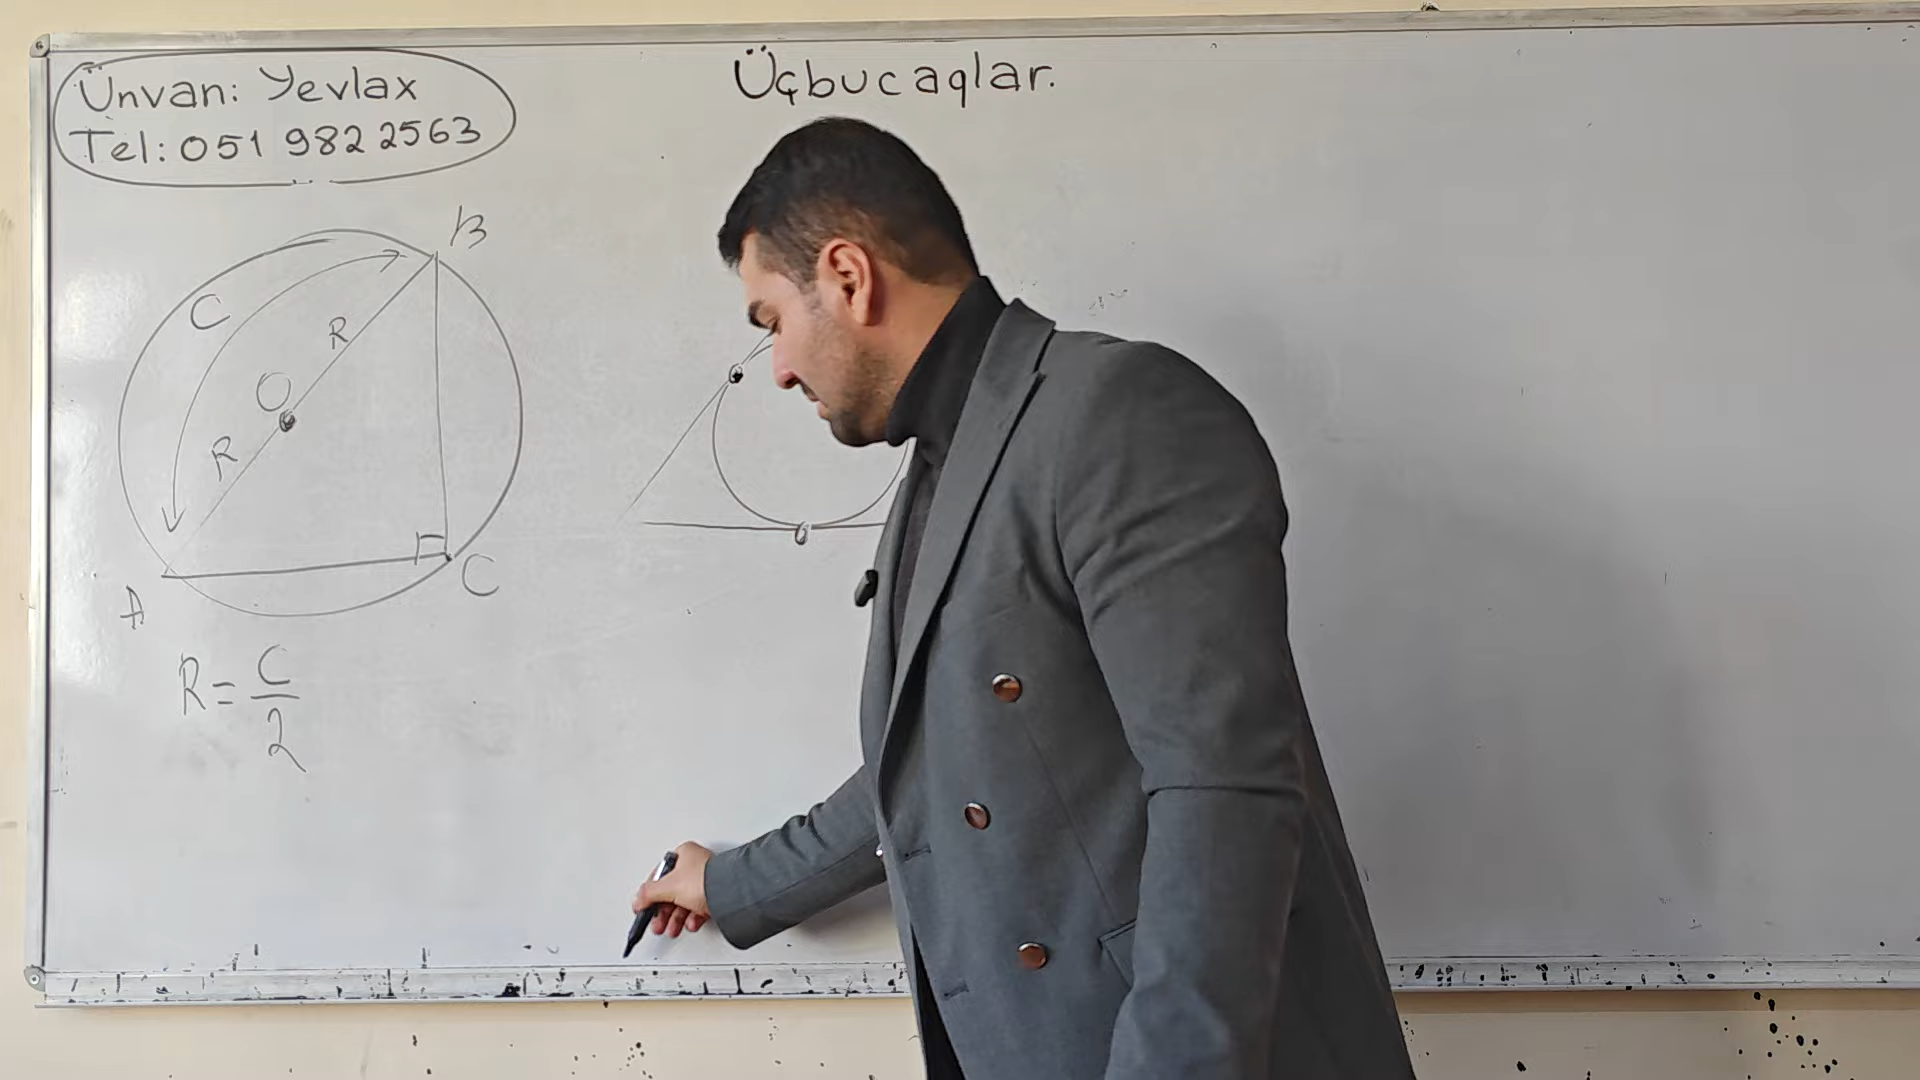 Ünvan: Yevlax
Tel: 051 982 2563
Üçbucaqlar.
B
C
R
O
R
A
C
R = C/2